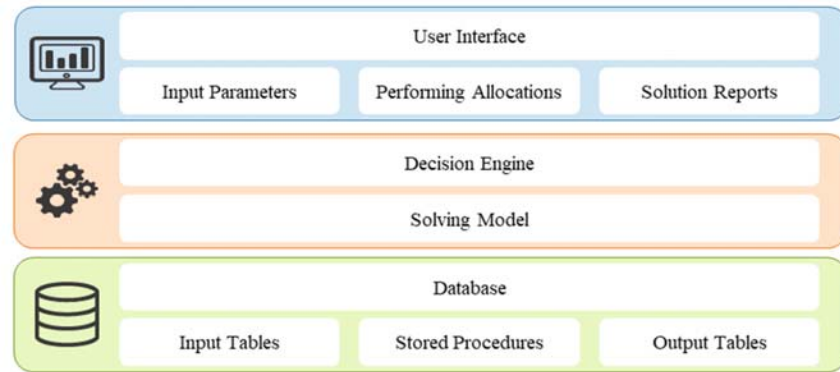 User Interface
Input Parameters
Performing Allocations
Solution Reports
Decision Engine
Solving Model
Database
Input Tables
Stored Procedures
Output Tables